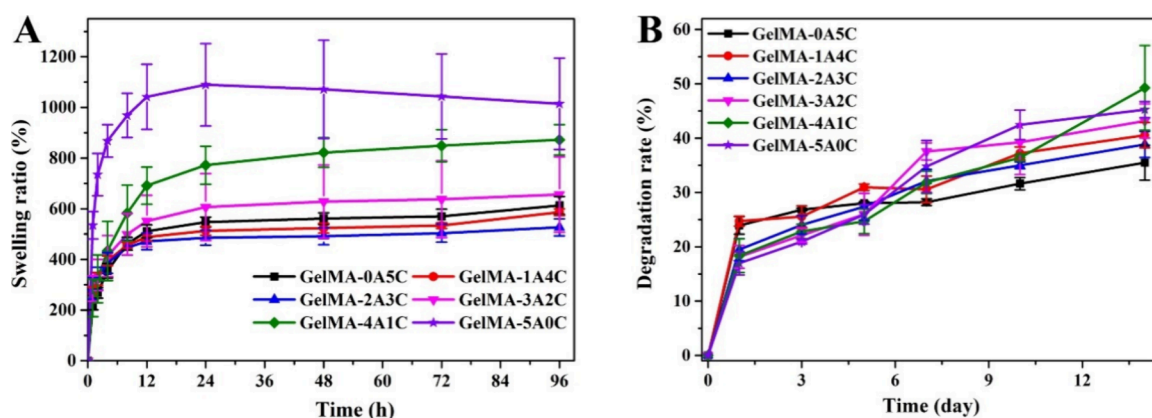 A
Swelling ratio (%)
1200
1000
800
600
400
200
0
GelMA-0A5C GelMA-1A4C
GelMA-2A3C GelMA-3A2C
GelMA-4A1C GelMA-5A0C
0 12 24 36 48 60 72 84 96
Time (h)
B
Degradation rate (%)
60
50
40
30
20
10
0
GelMA-0A5C
GelMA-1A4C
GelMA-2A3C
GelMA-3A2C
GelMA-4A1C
GelMA-5A0C
0 3 6 9 12
Time (day)